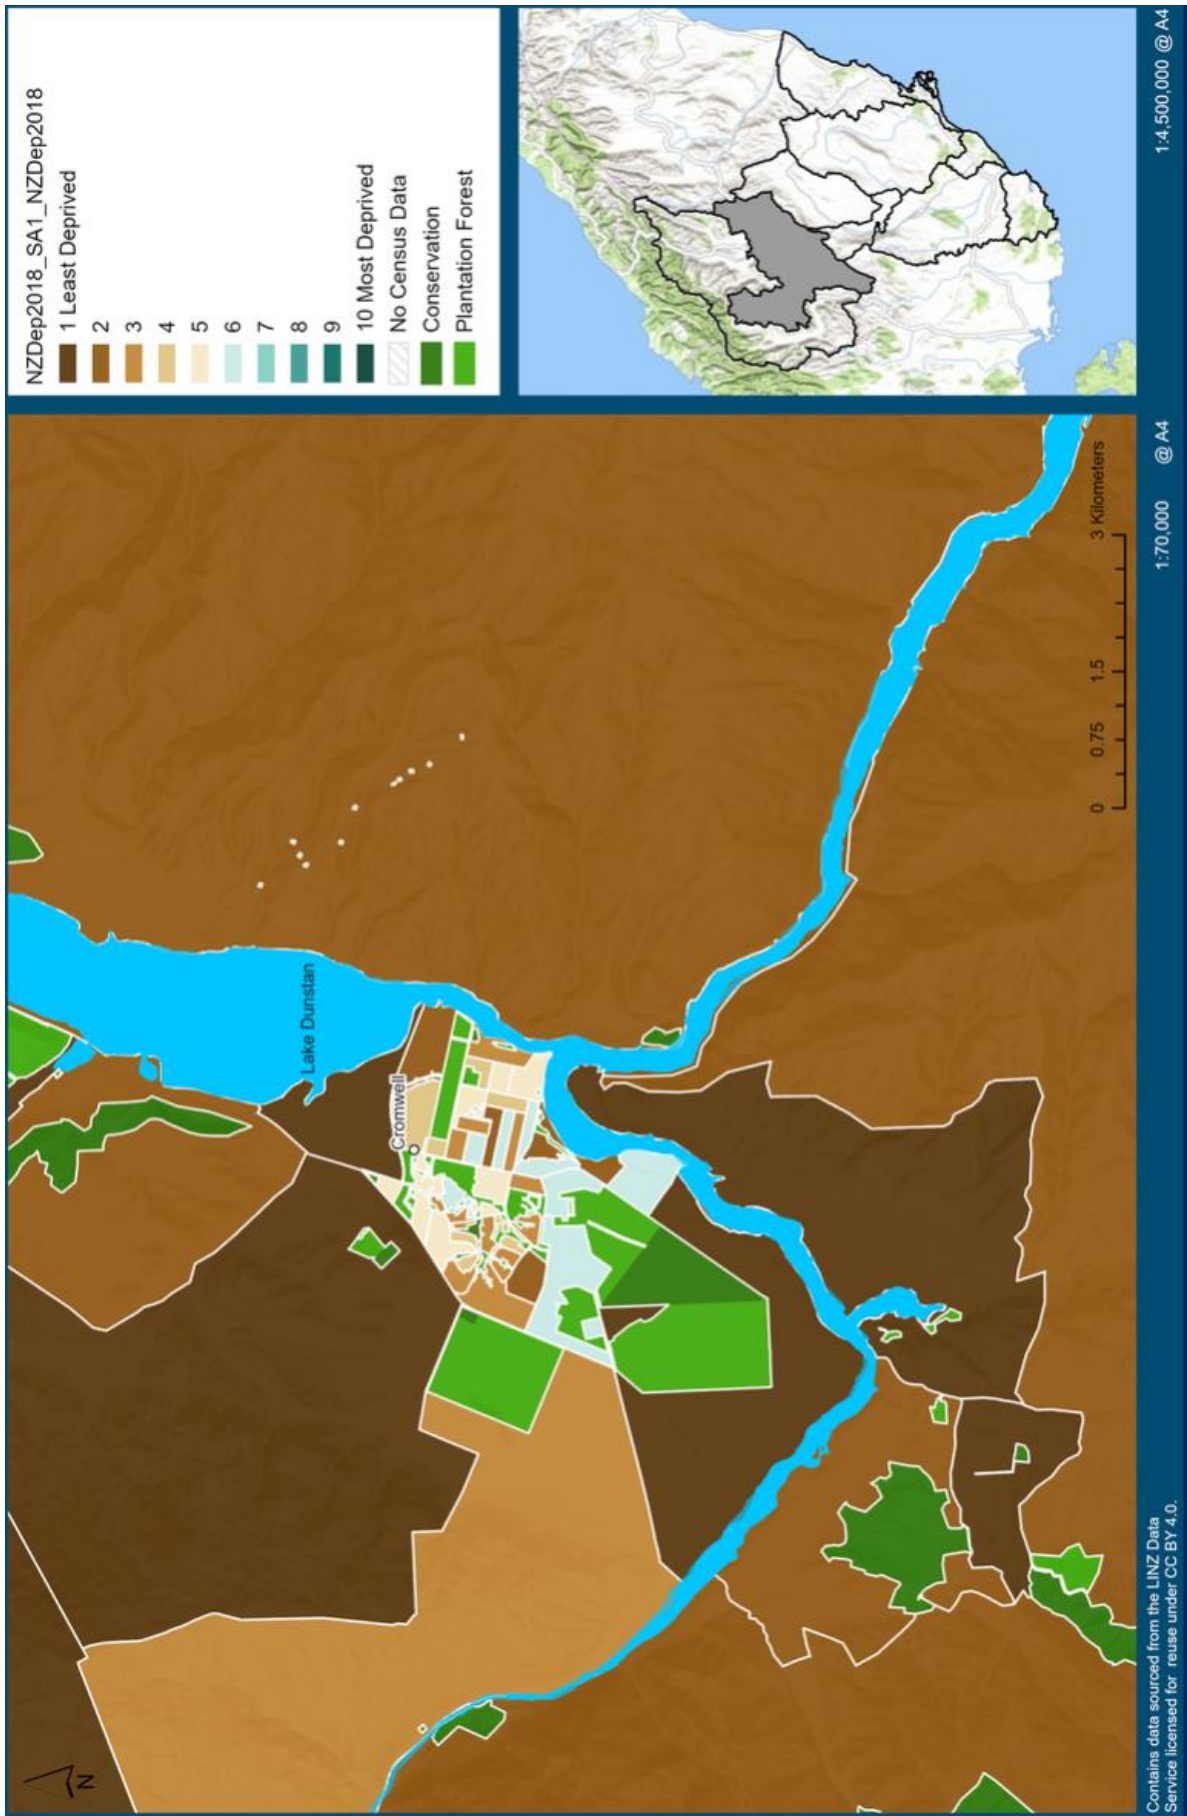 NZDep2018_SA1_NZDep2018
1 Least Deprived
2
3
4
5
6
7
8
9
10 Most Deprived
No Census Data
Conservation
Plantation Forest
Lake Dunstan
Cromwell
N
0 0.75 1.5 3 Kilometers
Contains data sourced from the LINZ Data
Service licensed for reuse under CC BY 4.0.
1:70,000 @ A4
1:4,500,000 @ A4